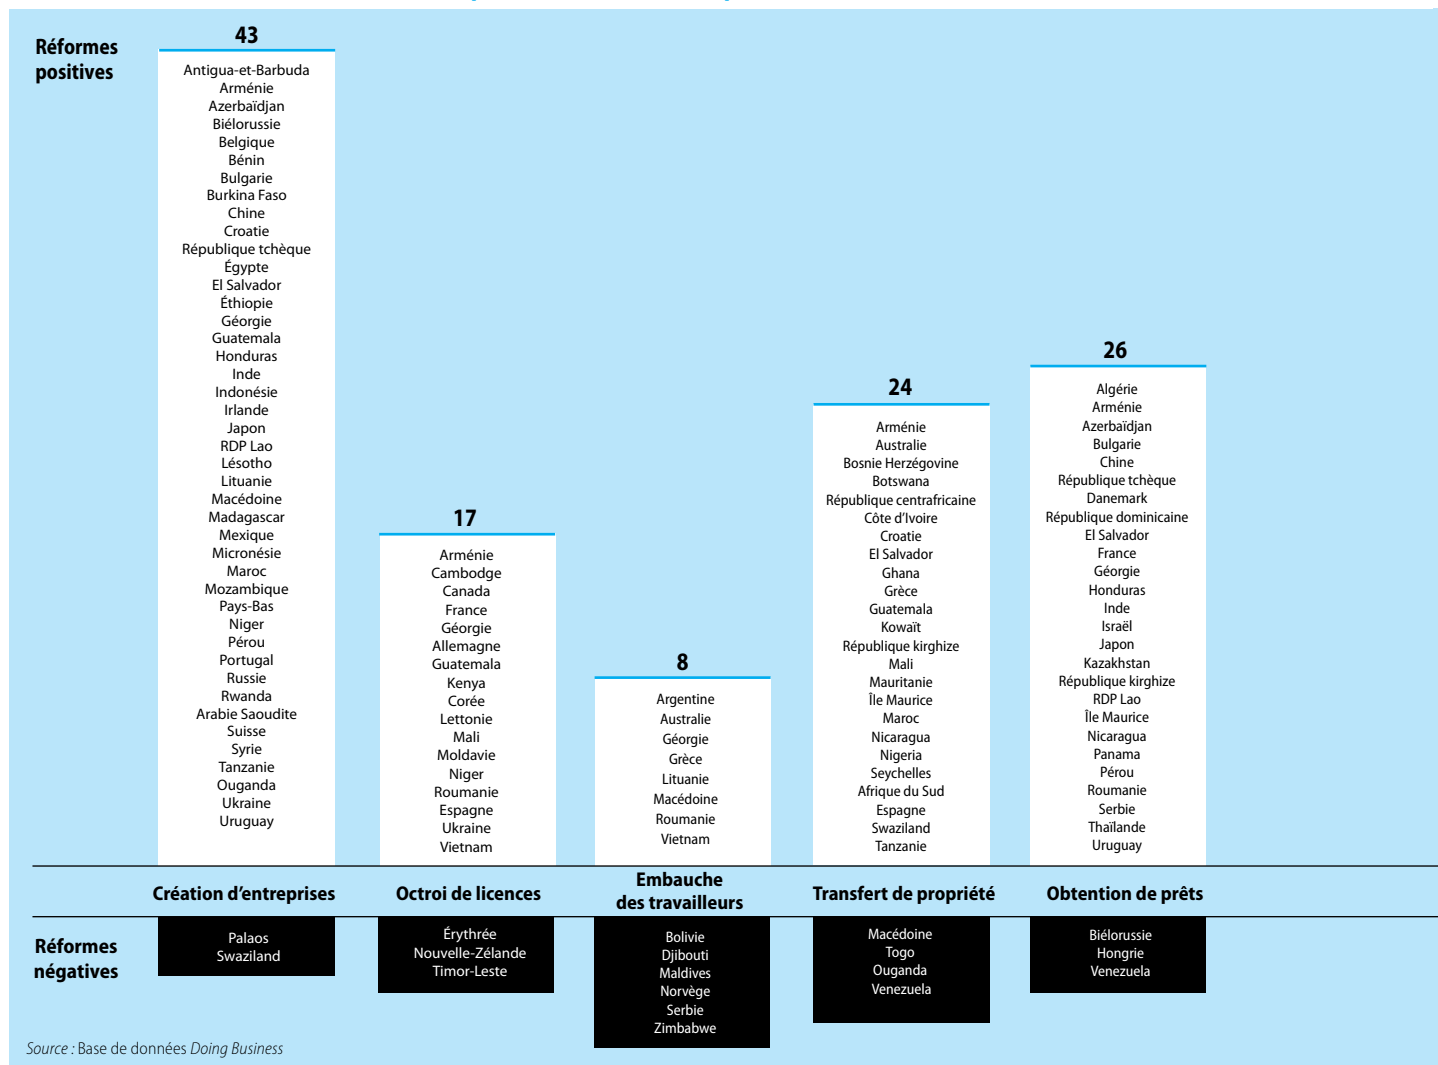 Réformes
positives
43
Antigua-et-Barbuda
Arménie
Azerbaïdjan
Biélorussie
Belgique
Bénin
Bulgarie
Burkina Faso
Chine
Croatie
République tchèque
Égypte
El Salvador
Éthiopie
Géorgie
Guatemala
Honduras
Inde
Indonésie
Irlande
Japon
RDP Lao
Lésotho
Lituanie
Macédoine
Madagascar
Mexique
Micronésie
Maroc
Mozambique
Pays-Bas
Niger
Pérou
Portugal
Russie
Rwanda
Arabie Saoudite
Suisse
Syrie
Tanzanie
Ouganda
Ukraine
Uruguay
17
Arménie
Cambodge
Canada
France
Géorgie
Allemagne
Guatemala
Kenya
Corée
Lettonie
Mali
Moldavie
Niger
Roumanie
Espagne
Ukraine
Vietnam
8
Argentine
Australie
Géorgie
Grèce
Lituanie
Macédoine
Roumanie
Vietnam
24
Arménie
Australie
Bosnie Herzégovine
Botswana
République centrafricaine
Côte d’Ivoire
Croatie
El Salvador
Ghana
Grèce
Guatemala
Kowaït
République kirghize
Mali
Mauritanie
Île Maurice
Maroc
Nicaragua
Nigeria
Seychelles
Afrique du Sud
Espagne
Swaziland
Tanzanie
26
Algérie
Arménie
Azerbaïdjan
Bulgarie
Chine
République tchèque
Danemark
République dominicaine
El Salvador
France
Géorgie
Honduras
Inde
Israël
Japon
Kazakhstan
République kirghize
RDP Lao
Île Maurice
Nicaragua
Panama
Pérou
Roumanie
Serbie
Thaïlande
Uruguay
Création d’entreprises
Octroi de licences
Embauche
des travailleurs
Transfert de propriété
Obtention de prêts
Réformes
négatives
Palaos
Swaziland
Érythrée
Nouvelle-Zélande
Timor-Leste
Bolivie
Djibouti
Maldives
Norvège
Serbie
Zimbabwe
Macédoine
Togo
Ouganda
Venezuela
Biélorussie
Hongrie
Venezuela
Source : Base de données Doing Business